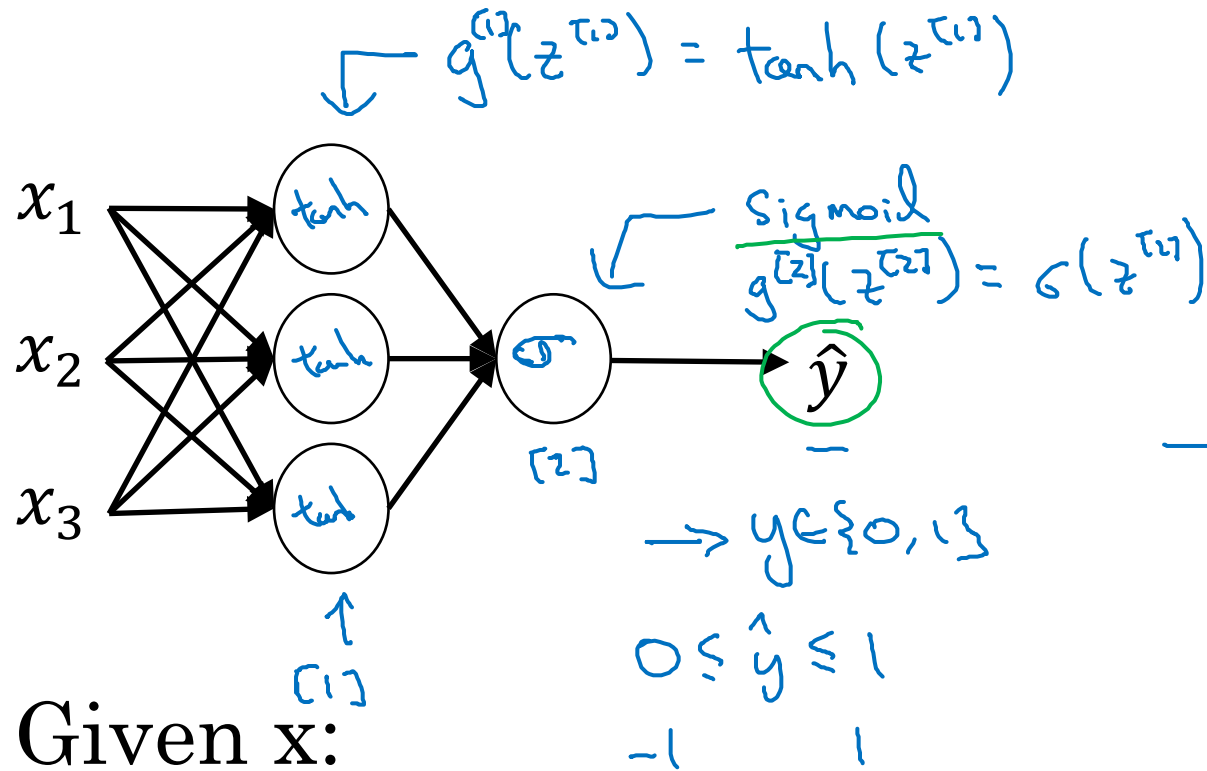 g^[1](z^[1]) = tanh(z^[1])
x₁
tanh
Sigmoid
g^[2](z^[2]) = σ(z^[2])
x₂
tanh
σ
ŷ
[2]
x₃
tanh
y∈{0,1}
0 ≤ ŷ ≤ 1
[1]
Given x:
-1 1